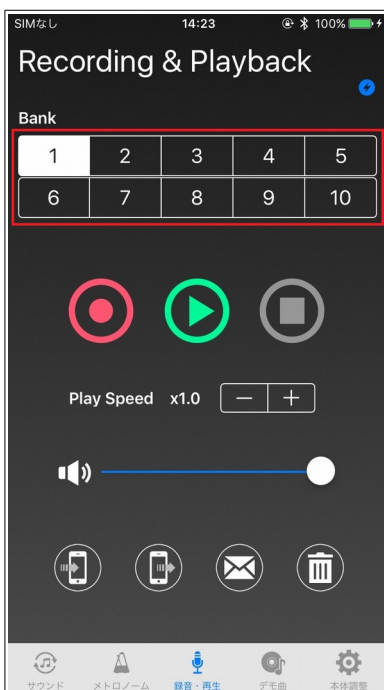 SIMなし 14:23 100%
Recording & Playback
Bank
1 2 3 4 5
6 7 8 9 10
Play Speed x1.0 − +
サウンド メトロノーム 録音・再生 デモ曲 本体調整